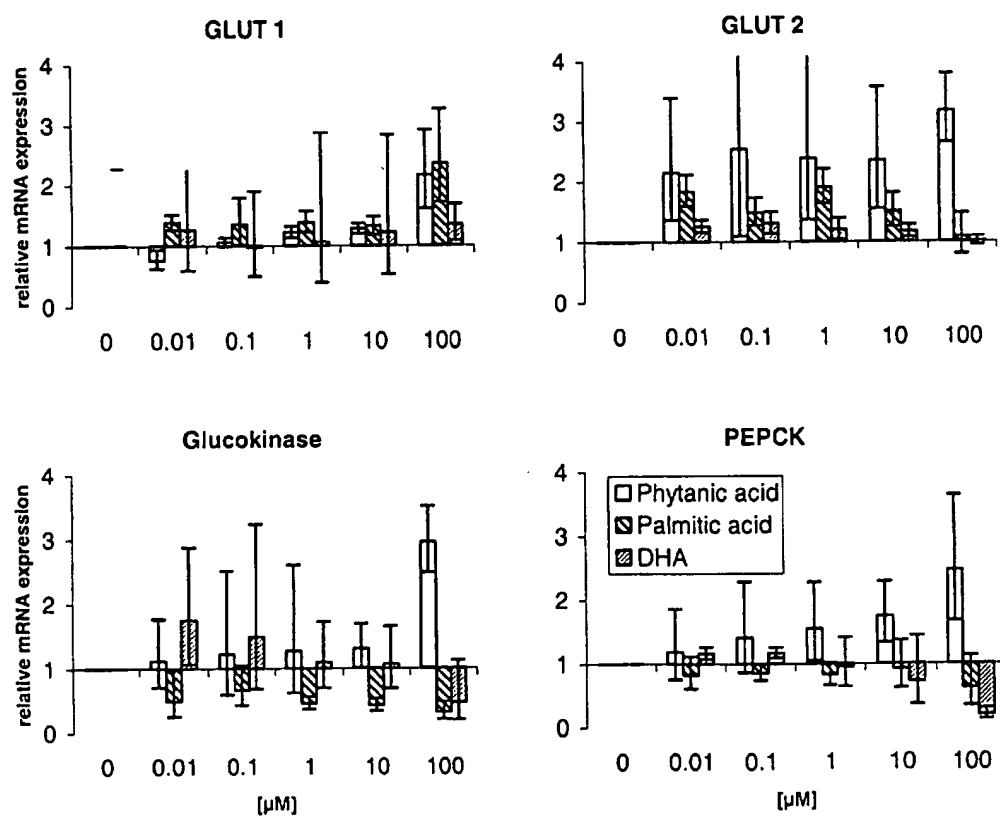 GLUT 1
relative mRNA expression
4
3
2
1
0
0 0.01 0.1 1 10 100
GLUT 2
4
3
2
1
0
0 0.01 0.1 1 10 100
Glucokinase
relative mRNA expression
4
3
2
1
0
0 0.01 0.1 1 10 100
[µM]
PEPCK
4
3
2
1
0
Phytanic acid
Palmitic acid
DHA
0 0.01 0.1 1 10 100
[µM]